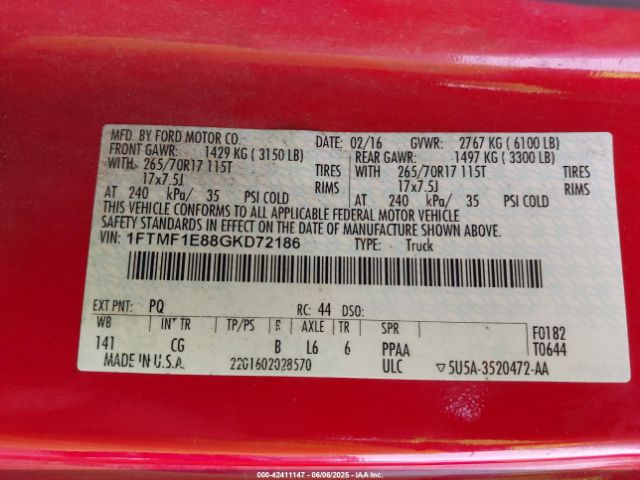 MFD. BY FORD MOTOR CO. DATE: 02/16 GVWR: 2767 KG ( 6100 LB)
FRONT GAWR: 1429 KG ( 3150 LB) REAR GAWR: 1497 KG ( 3300 LB)
WITH 265/70R17 115T TIRES WITH 265/70R17 115T TIRES
17x7.5J RIMS 17x7.5J RIMS
AT 240 kPa/ 35 PSI COLD AT 240 kPa/ 35 PSI COLD
THIS VEHICLE CONFORMS TO ALL APPLICABLE FEDERAL MOTOR VEHICLE
SAFETY STANDARDS IN EFFECT ON THE DATE OF MANUFACTURE SHOWN ABOVE.
VIN: 1FTMF1E88GKD72186 TYPE: Truck
EXT PNT: PQ RC: 44 DSO:
WB INT TR TP/PS R AXLE TR SPR F0182
141 CG B L6 6 PPAA T0644
MADE IN U.S.A. 22G1602028570 ULC ▽5U5A-3520472-AA
000-42411147 - 06/06/2025 - IAAI